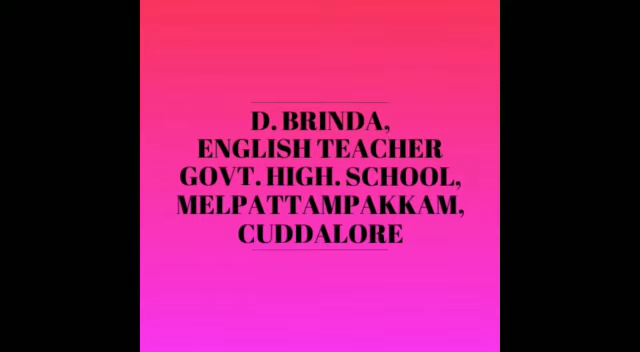 D. BRINDA,
ENGLISH TEACHER
GOVT. HIGH. SCHOOL,
MELPATTAMPAKKAM,
CUDDALORE